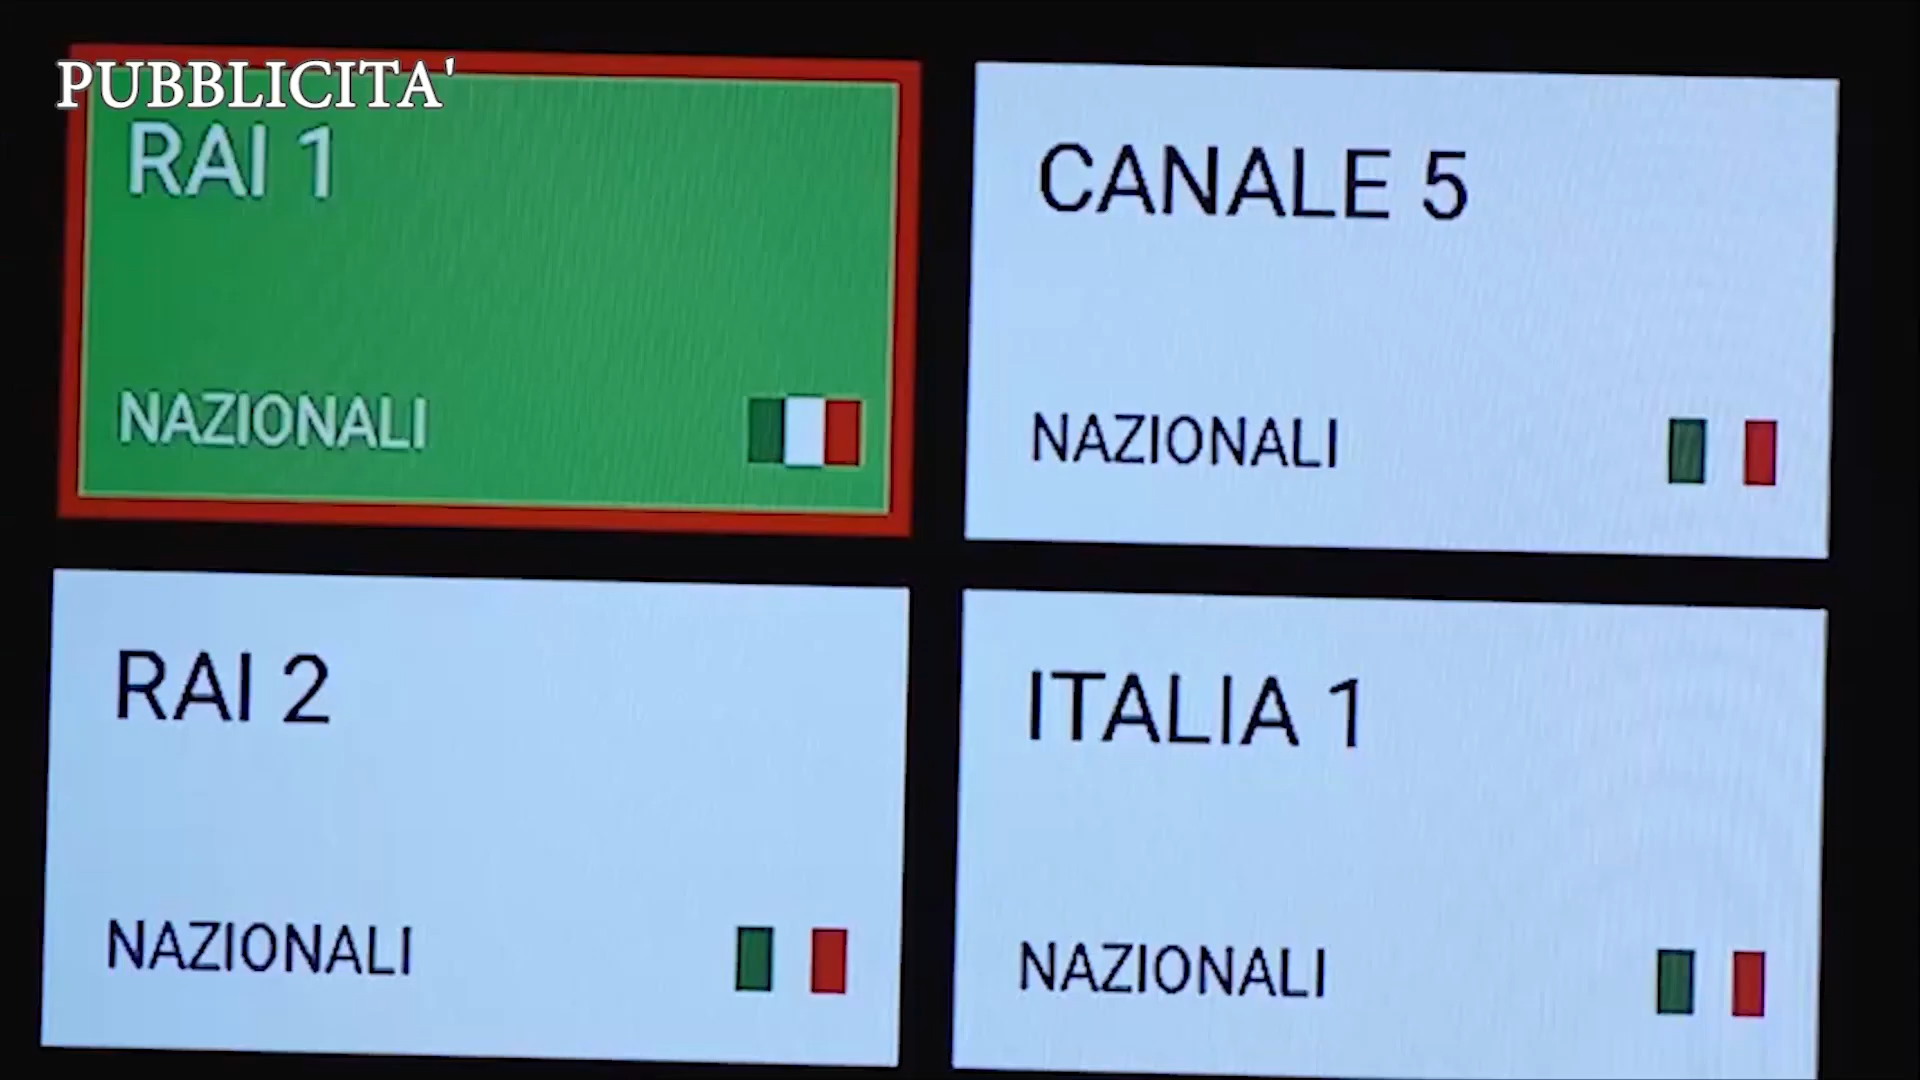 PUBBLICITA'
RAI 1
NAZIONALI
CANALE 5
NAZIONALI
RAI 2
NAZIONALI
ITALIA 1
NAZIONALI